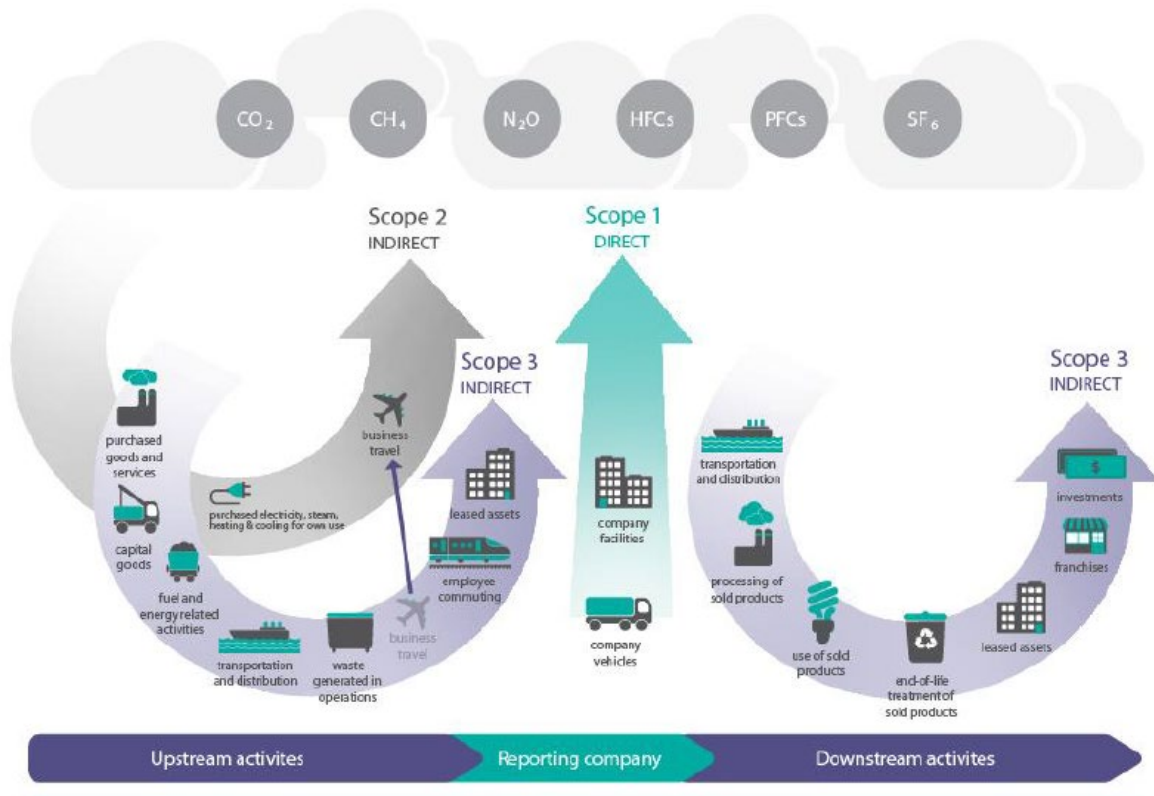 CO₂
CH₄
N₂O
HFCs
PFCs
SF₆
Scope 2
INDIRECT
Scope 1
DIRECT
Scope 3
INDIRECT
Scope 3
INDIRECT
purchased
goods and
services
capital
goods
fuel and
energy related
activities
purchased electricity, steam,
heating & cooling for own use
transportation
and distribution
waste
generated in
operations
business
travel
business
travel
employee
commuting
leased assets
company
facilities
company
vehicles
transportation
and distribution
processing of
sold products
use of sold
products
end-of-life
treatment of
sold products
leased assets
franchises
investments
$
Upstream activites
Reporting company
Downstream activites